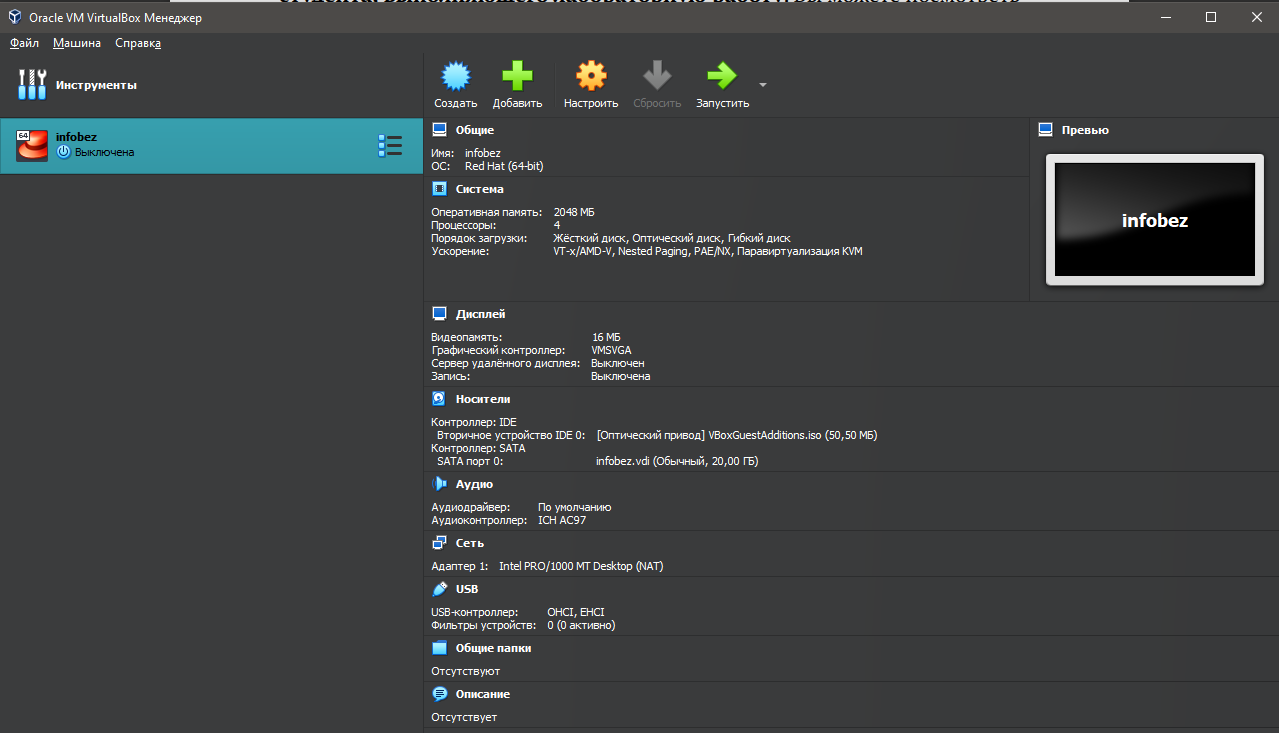 Oracle VM VirtualBox Менеджер
Файл Машина Справка
Инструменты
Создать Добавить Настроить Сбросить Запустить
64
infobez
Выключена
Общие
Имя: infobez
ОС: Red Hat (64-bit)
Превью
infobez
Система
Оперативная память: 2048 МБ
Процессоры: 4
Порядок загрузки: Жёсткий диск, Оптический диск, Гибкий диск
Ускорение: VT-x/AMD-V, Nested Paging, PAE/NX, Паравиртуализация KVM
Дисплей
Видеопамять: 16 МБ
Графический контроллер: VMSVGA
Сервер удалённого дисплея: Выключен
Запись: Выключена
Носители
Контроллер: IDE
Вторичное устройство IDE 0: [Оптический привод] VBoxGuestAdditions.iso (50,50 МБ)
Контроллер: SATA
SATA порт 0: infobez.vdi (Обычный, 20,00 ГБ)
Аудио
Аудиодрайвер: По умолчанию
Аудиоконтроллер: ICH AC97
Сеть
Адаптер 1: Intel PRO/1000 MT Desktop (NAT)
USB
USB-контроллер: OHCI, EHCI
Фильтры устройств: 0 (0 активно)
Общие папки
Отсутствуют
Описание
Отсутствует